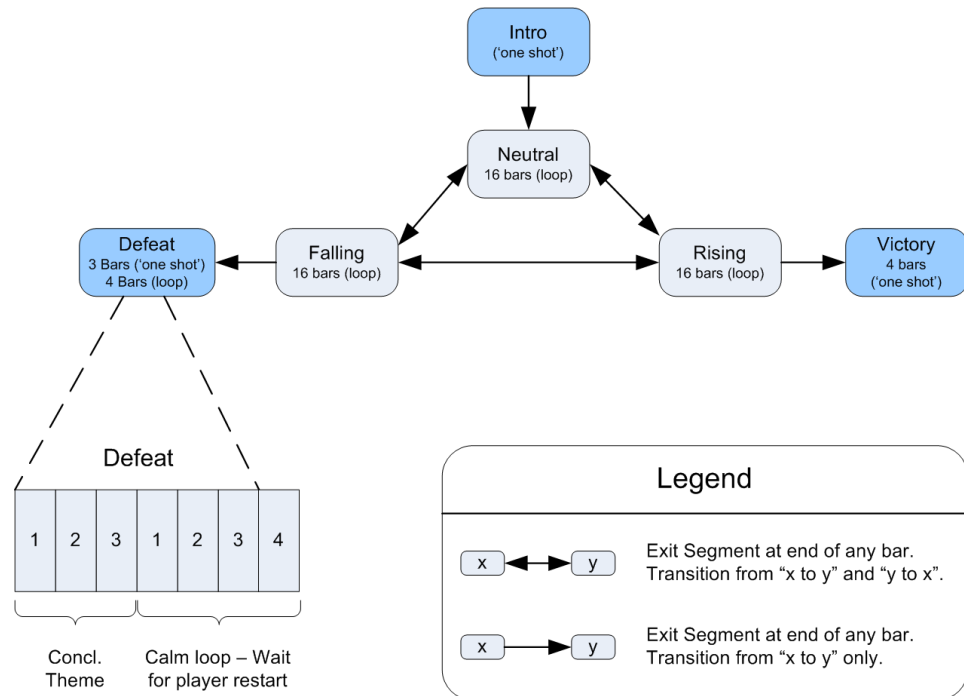 Intro
(‘one shot’)
Neutral
16 bars (loop)
Defeat
3 Bars (‘one shot’)
4 Bars (loop)
Falling
16 bars (loop)
Rising
16 bars (loop)
Victory
4 bars
(‘one shot’)
Defeat
1 2 3 1 2 3 4
Concl.
Theme
Calm loop – Wait
for player restart
Legend
x y
Exit Segment at end of any bar.
Transition from “x to y” and “y to x”.
x y
Exit Segment at end of any bar.
Transition from “x to y” only.